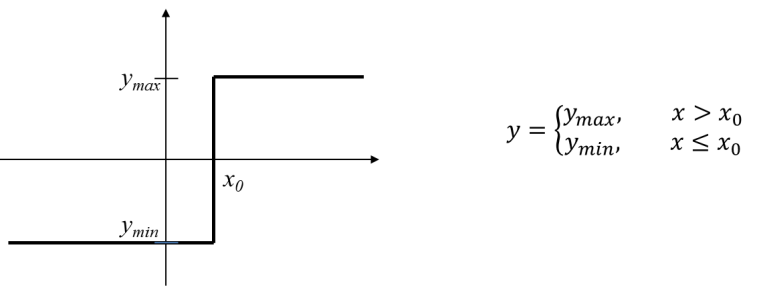 y_max
x_0
y_min
y = { y_max, x > x_0
y_min, x ≤ x_0